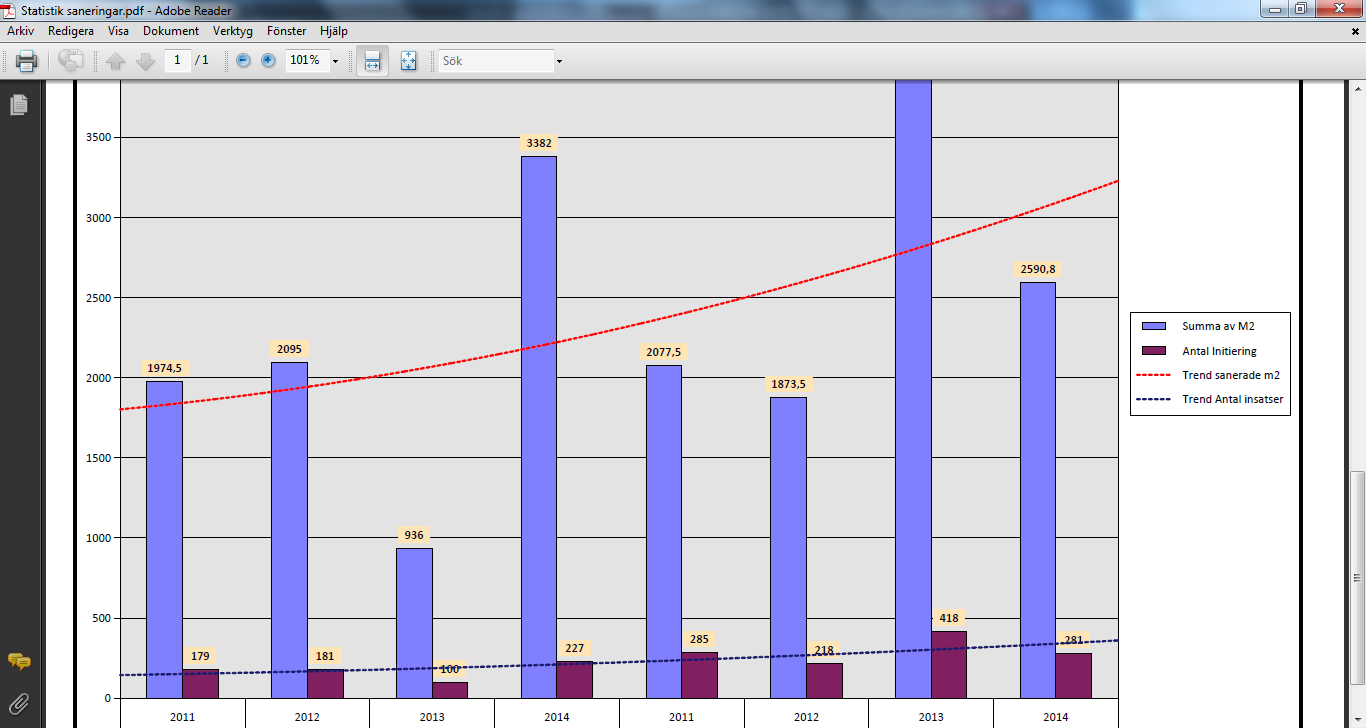 Statistik saneringar.pdf - Adobe Reader
Arkiv Redigera Visa Dokument Verktyg Fönster Hjälp
1 / 1 101% Sök
3500
3000
2500
2000
1500
1000
500
0
3382
2590,8
2095
2077,5
1974,5
1873,5
936
418
285
281
227
218
181
179
100
2011 2012 2013 2014 2011 2012 2013 2014
Summa av M2
Antal Initiering
Trend sanerade m2
Trend Antal insatser